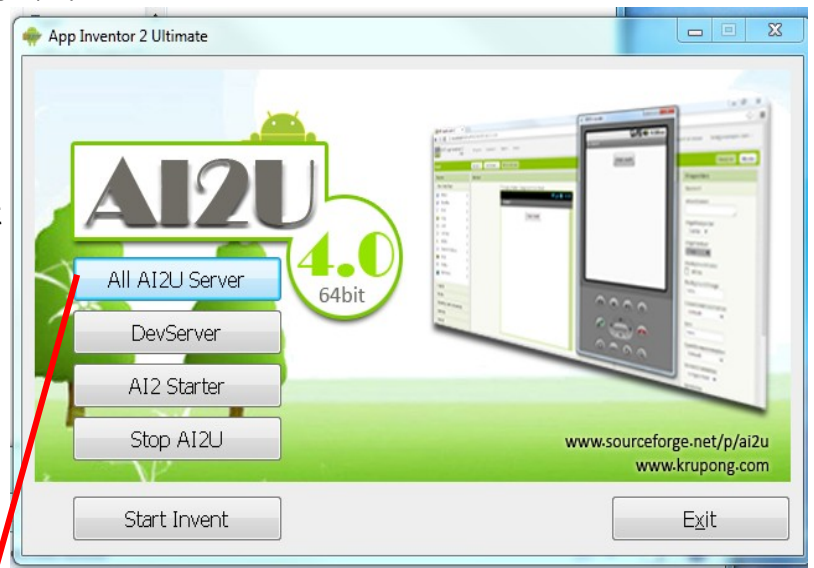 App Inventor 2 Ultimate
AI2U
4.0
64bit
All AI2U Server
DevServer
AI2 Starter
Stop AI2U
www.sourceforge.net/p/ai2u
www.krupong.com
Start Invent
Exit